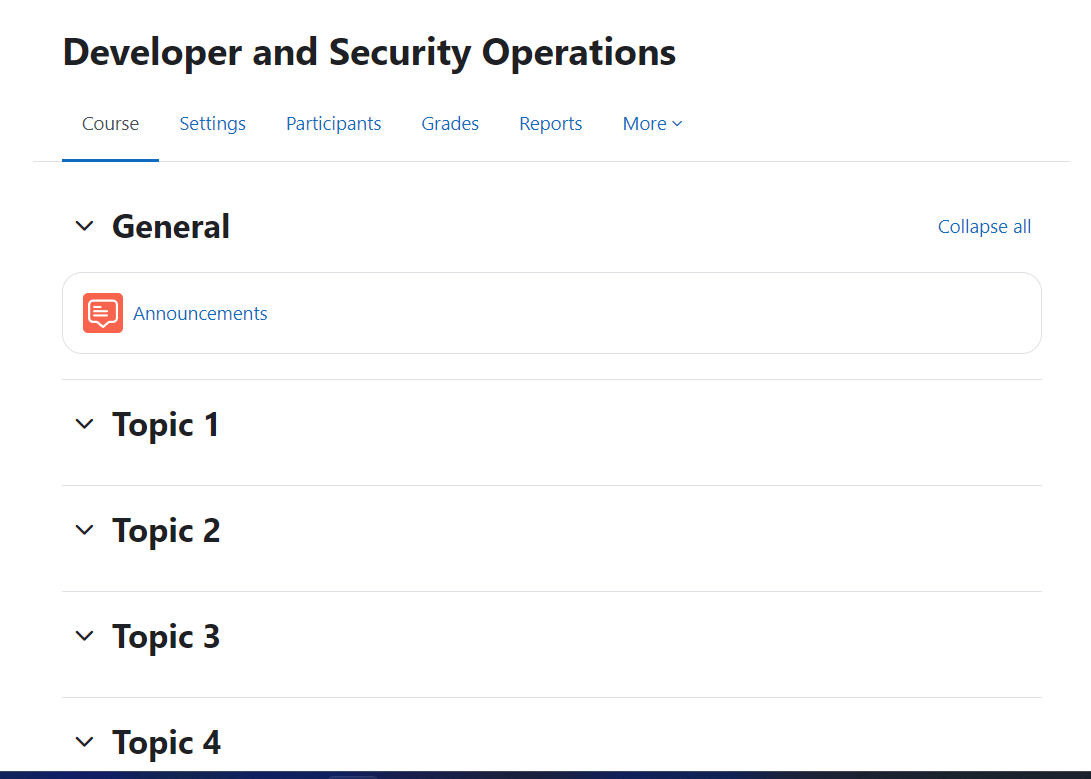 Developer and Security Operations
Course Settings Participants Grades Reports More
General Collapse all
Announcements
Topic 1
Topic 2
Topic 3
Topic 4